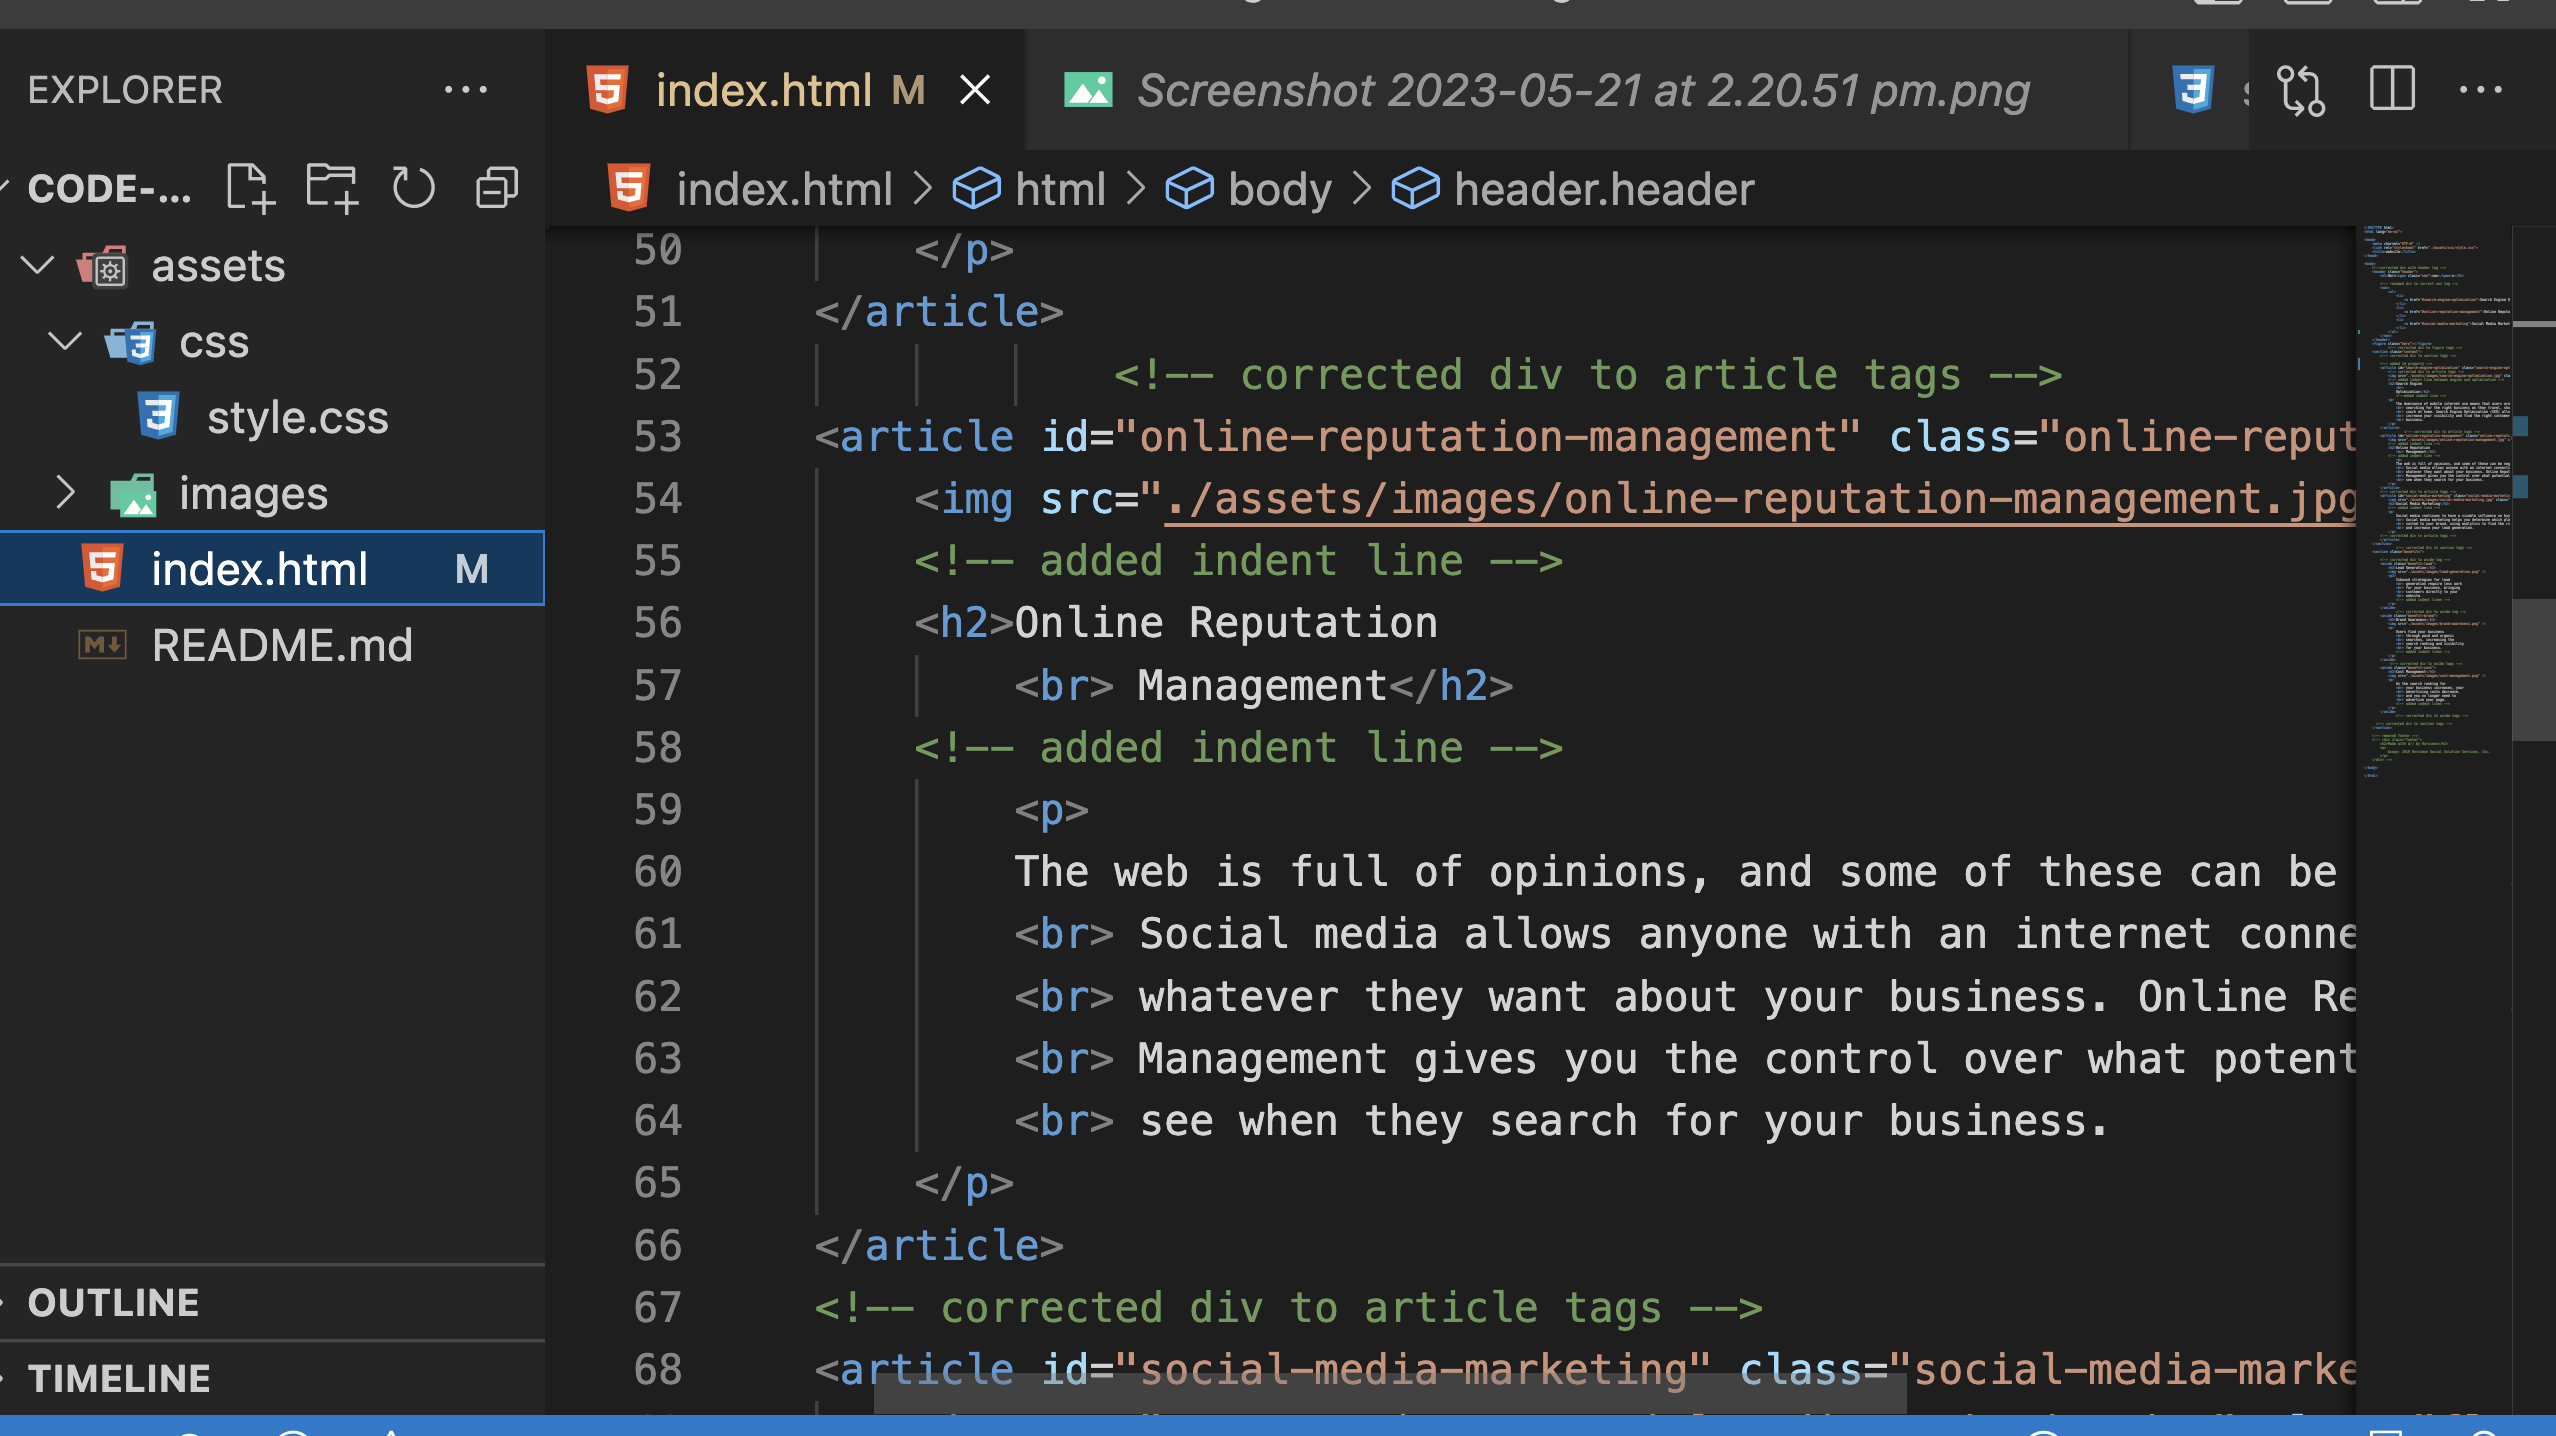 EXPLORER
index.html M
Screenshot 2023-05-21 at 2.20.51 pm.png
CODE-...
index.html > html > body > header.header
assets
css
style.css
images
index.html M
README.md
OUTLINE
TIMELINE
50 </p>
51 </article>
52 <!-- corrected div to article tags -->
53 <article id="online-reputation-management" class="online-reput
54 <img src="./assets/images/online-reputation-management.jpg
55 <!-- added indent line -->
56 <h2>Online Reputation
57 <br> Management</h2>
58 <!-- added indent line -->
59 <p>
60 The web is full of opinions, and some of these can be
61 <br> Social media allows anyone with an internet conne
62 <br> whatever they want about your business. Online Re
63 <br> Management gives you the control over what potent
64 <br> see when they search for your business.
65 </p>
66 </article>
67 <!-- corrected div to article tags -->
68 <article id="social-media-marketing" class="social-media-marke